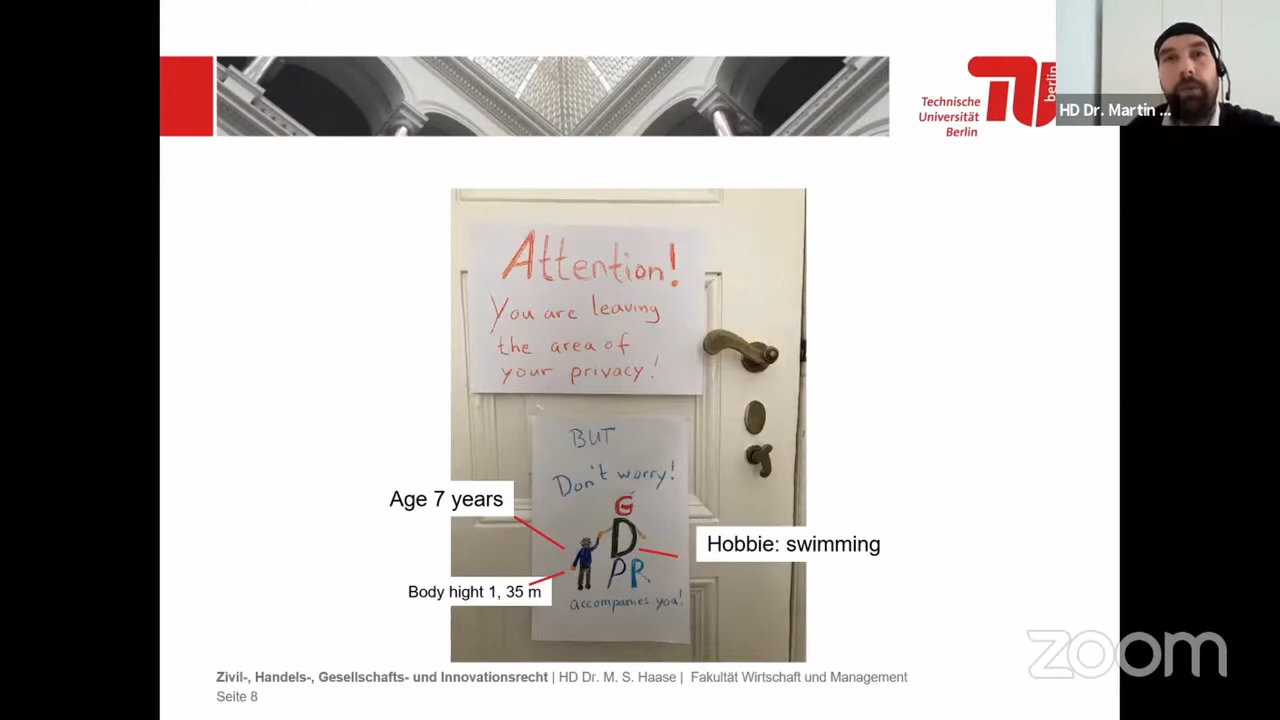 Technische
Universität
Berlin
berlin
HD Dr. Martin ...
Attention!
You are leaving
the area of
your privacy!
BUT
Don't worry!
G
D
PR
accompanies you!
Age 7 years
Hobbie: swimming
Body hight 1, 35 m
Zivil-, Handels-, Gesellschafts- und Innovationsrecht | HD Dr. M. S. Haase | Fakultät Wirtschaft und Management
Seite 8
zoom